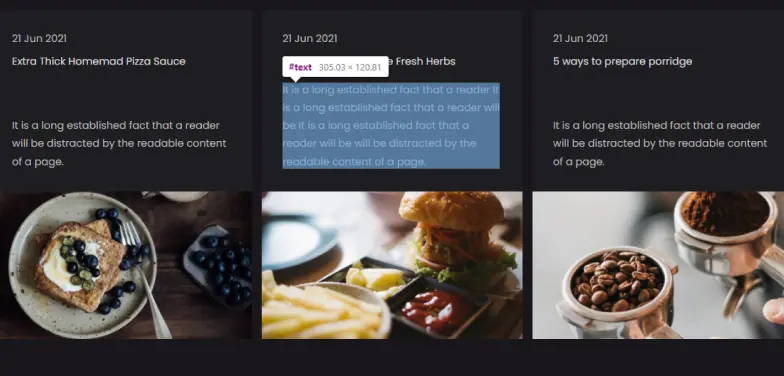 21 Jun 2021
Extra Thick Homemad Pizza Sauce
It is a long established fact that a reader
will be distracted by the readable content
of a page.
21 Jun 2021
#text 305.03 × 120.81
Fresh Herbs
It is a long established fact that a reader It
is a long established fact that a reader will
be It is a long established fact that a
reader will be will be distracted by the
readable content of a page.
21 Jun 2021
5 ways to prepare porridge
It is a long established fact that a reader
will be distracted by the readable content
of a page.